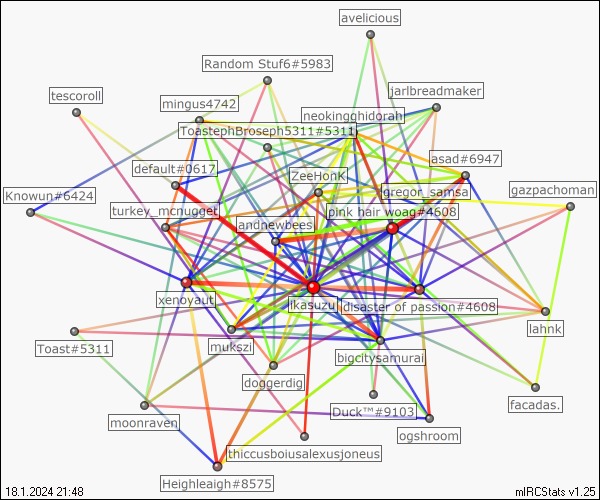 avelicious
Random Stuf6#5983
tescoroll
jarlbreadmaker
mingus4742
neokingghidorah
ToastephBroseph5311#5311
asad#6947
default#0617
ZeeHonK
Knowun#6424
gregor_samsa
gazpachoman
turkey_mcnugget
pink hair woag#4608
andnewbees
xenoyaut
ikasuzu
disaster of passion#4608
lahnk
Toast#5311
mukszi
bigcitysamurai
doggerdig
facadas.
Duck™#9103
moonraven
ogshroom
thiccusboiusalexusjoneus
Heighleaigh#8575
18.1.2024 21:48
mIRCStats v1.25